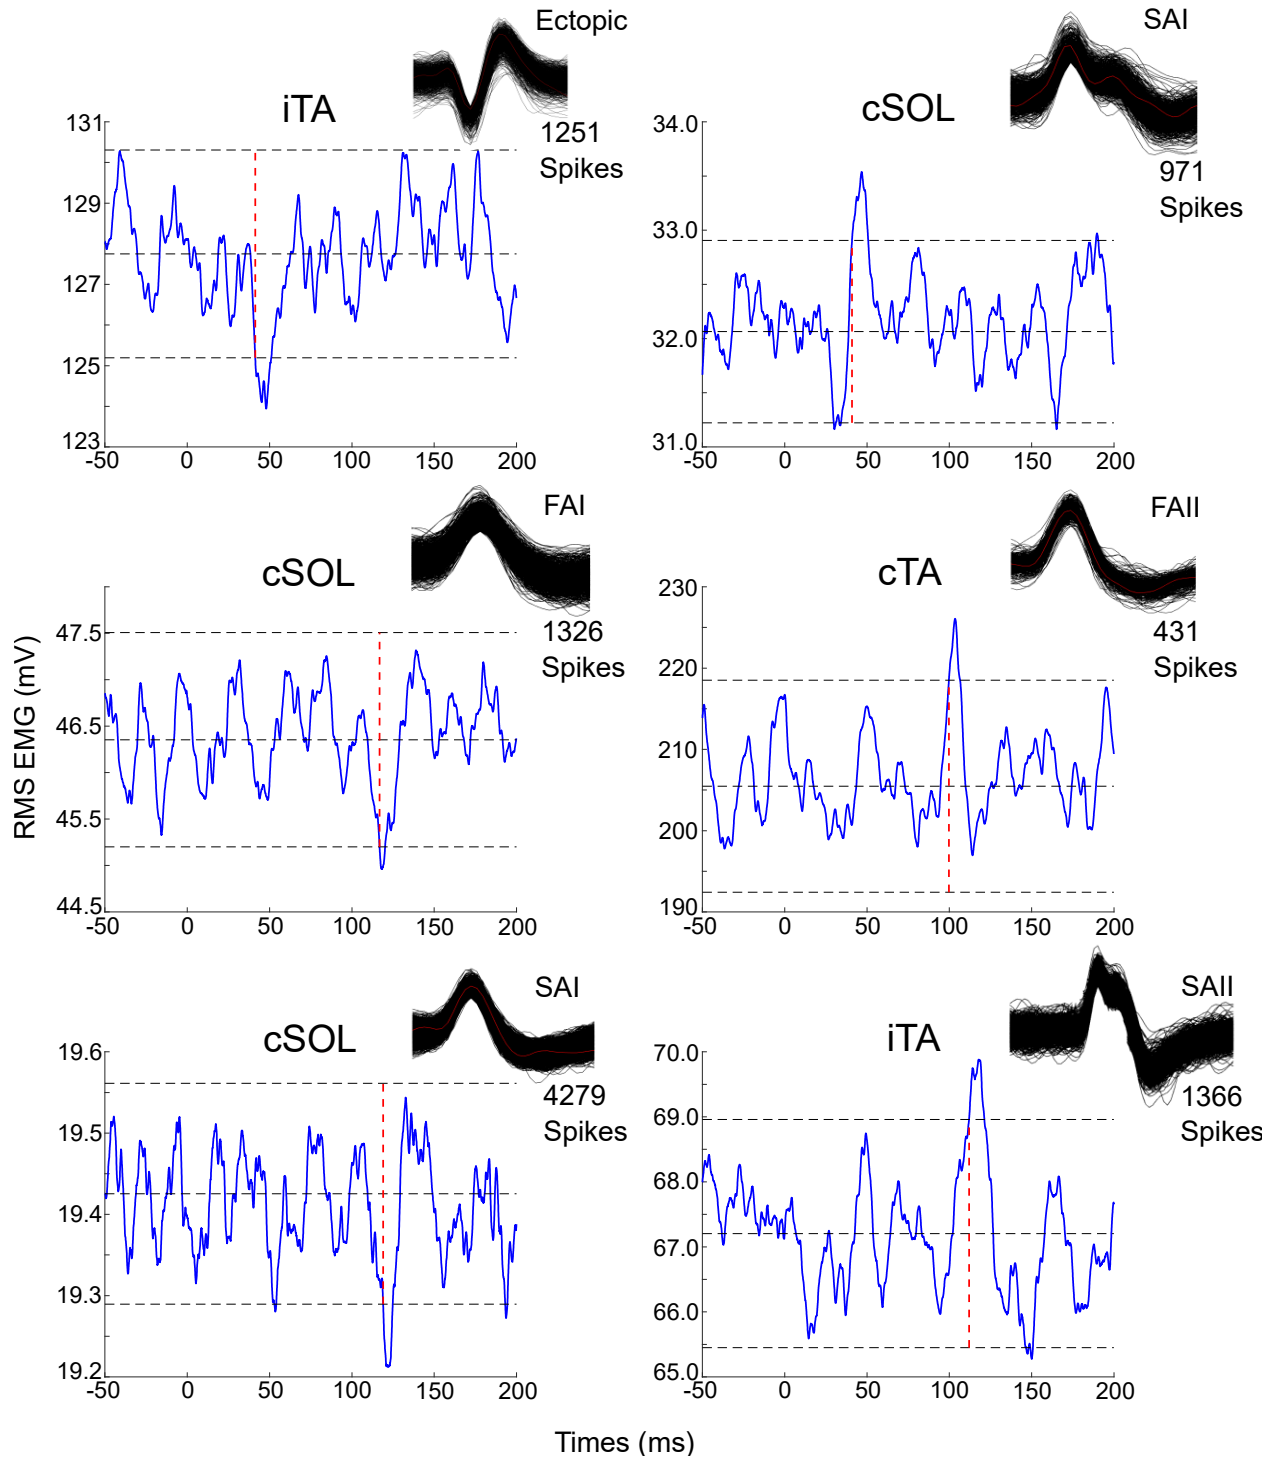 Ectopic
iTA
1251
Spikes
131
129
127
125
123
-50 0 50 100 150 200
SAI
cSOL
971
Spikes
34.0
33.0
32.0
31.0
-50 0 50 100 150 200
FAI
cSOL
1326
Spikes
47.5
46.5
45.5
44.5
-50 0 50 100 150 200
FAII
cTA
431
Spikes
230
220
210
200
190
-50 0 50 100 150 200
RMS EMG (mV)
SAI
cSOL
4279
Spikes
19.6
19.5
19.4
19.3
19.2
-50 0 50 100 150 200
SAII
iTA
1366
Spikes
70.0
69.0
68.0
67.0
66.0
65.0
-50 0 50 100 150 200
Times (ms)